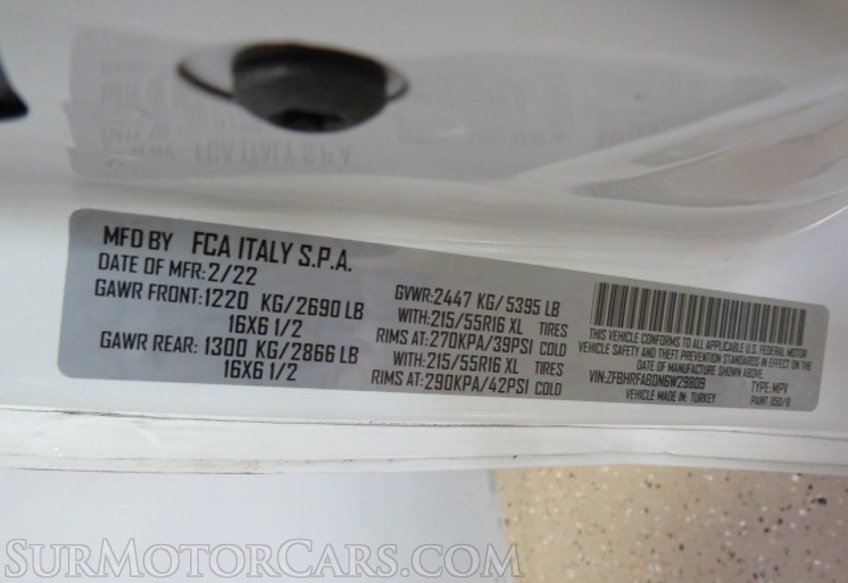 MFD BY FCA ITALY S.P.A.
DATE OF MFR:2/22
GAWR FRONT:1220 KG/2690 LB
16X6 1/2
GAWR REAR: 1300 KG/2866 LB
16X6 1/2
GVWR:2447 KG/5395 LB
WITH:215/55R16 XL TIRES
RIMS AT:270KPA/39PSI COLD
WITH:215/55R16 XL TIRES
RIMS AT:290KPA/42PSI COLD
THIS VEHICLE CONFORMS TO ALL APPLICABLE U.S. FEDERAL MOTOR
VEHICLE SAFETY AND THEFT PREVENTION STANDARDS IN EFFECT ON THE
DATE OF MANUFACTURE SHOWN ABOVE.
VIN:ZFBHRFAB0N6W29809 TYPE:MPV
VEHICLE MADE IN: TURKEY PAINT 850/B
SURMOTORCARS.COM